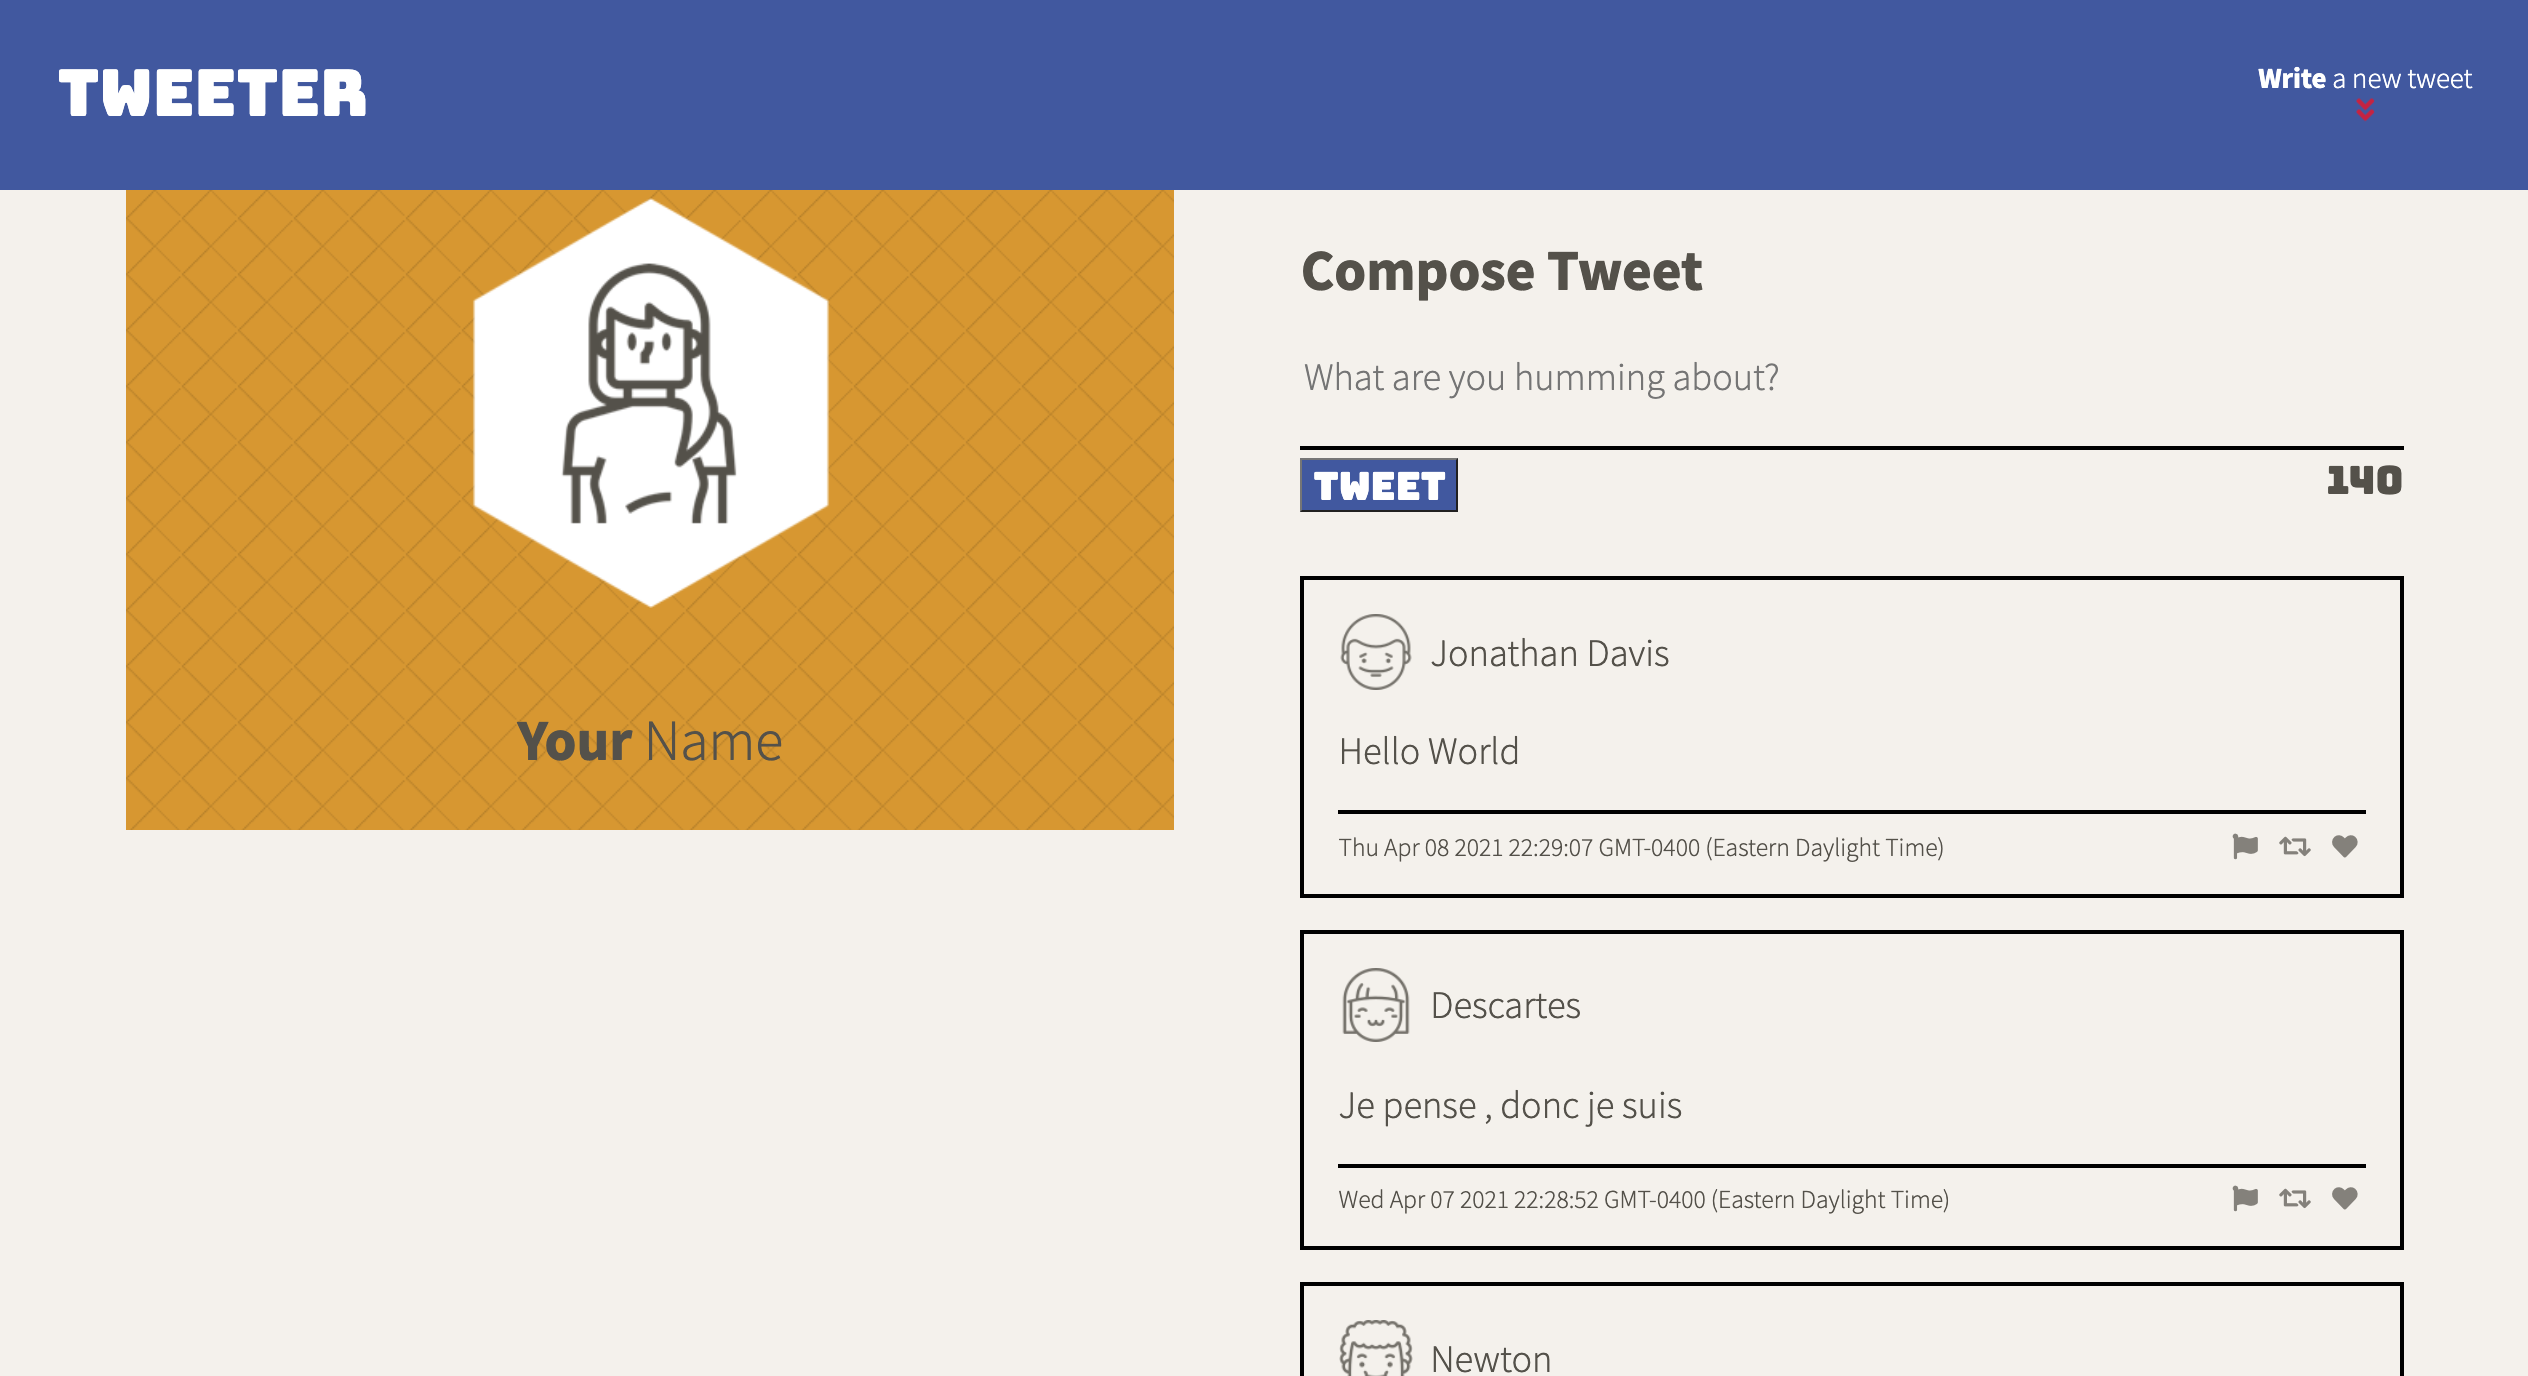 TWEETER
Write a new tweet
Your Name
Compose Tweet
What are you humming about?
TWEET
140
Jonathan Davis
Hello World
Thu Apr 08 2021 22:29:07 GMT-0400 (Eastern Daylight Time)
Descartes
Je pense , donc je suis
Wed Apr 07 2021 22:28:52 GMT-0400 (Eastern Daylight Time)
Newton